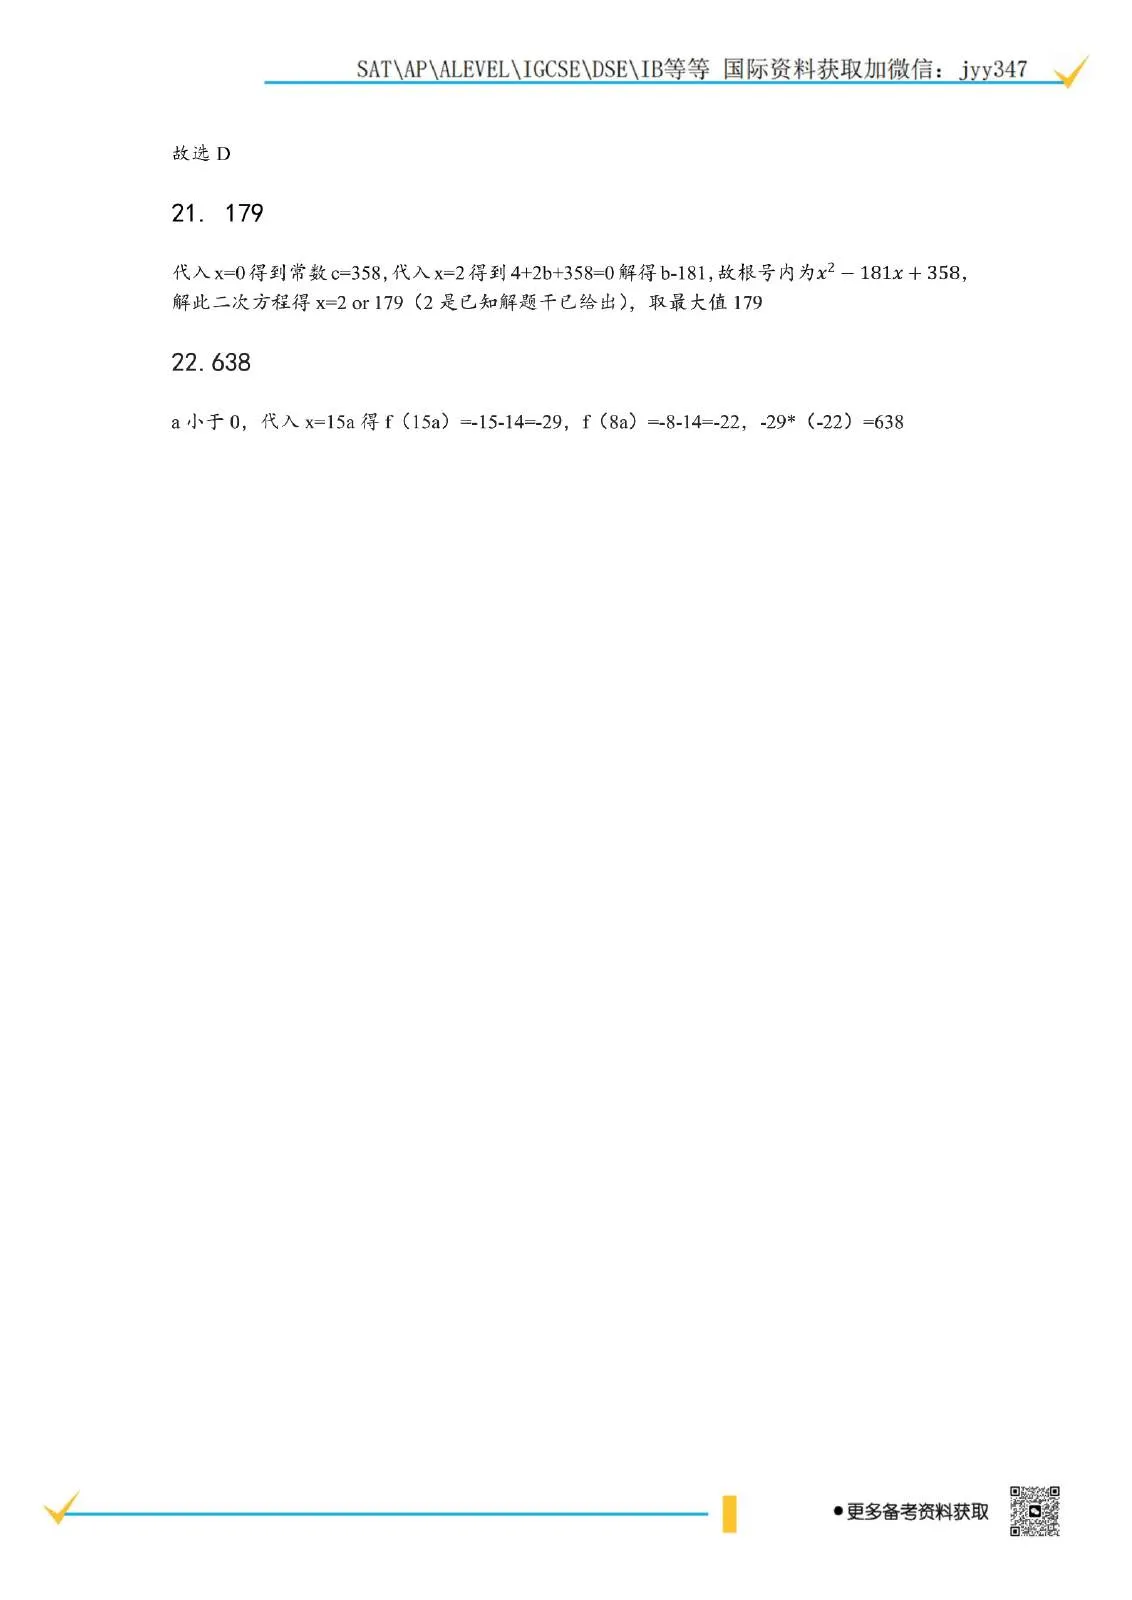 SAT\AP\ALEVEL\IGCSE\DSE\IB等等 国际资料获取加微信：jyy347
故选 D
21. 179
代入 x=0 得到常数 c=358，代入 x=2 得到 4+2b+358=0 解得 b-181，故根号内为x² − 181x + 358，
解此二次方程得 x=2 or 179（2 是已知解题干已给出），取最大值 179
22.638
a 小于 0，代入 x=15a 得 f（15a）=-15-14=-29，f（8a）=-8-14=-22，-29*（-22）=638
●更多备考资料获取